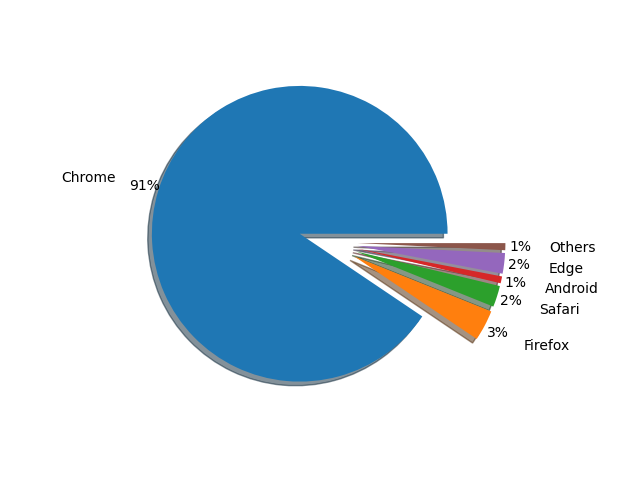 Chrome
91%
1%
Others
2%
Edge
1%
Android
2%
Safari
3%
Firefox